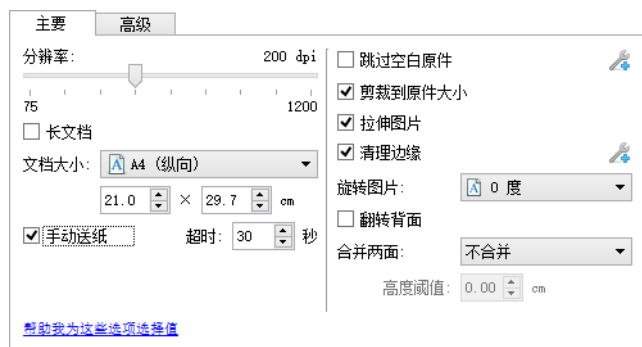 主要 高级
分辨率: 200 dpi
75 1200
长文档
文档大小: A4 (纵向)
21.0 × 29.7 cm
手动送纸 超时: 30 秒
帮助我为这些选项选择值
跳过空白原件
剪裁到原件大小
拉伸图片
清理边缘
旋转图片: 0 度
翻转背面
合并两面: 不合并
高度阈值: 0.00 cm